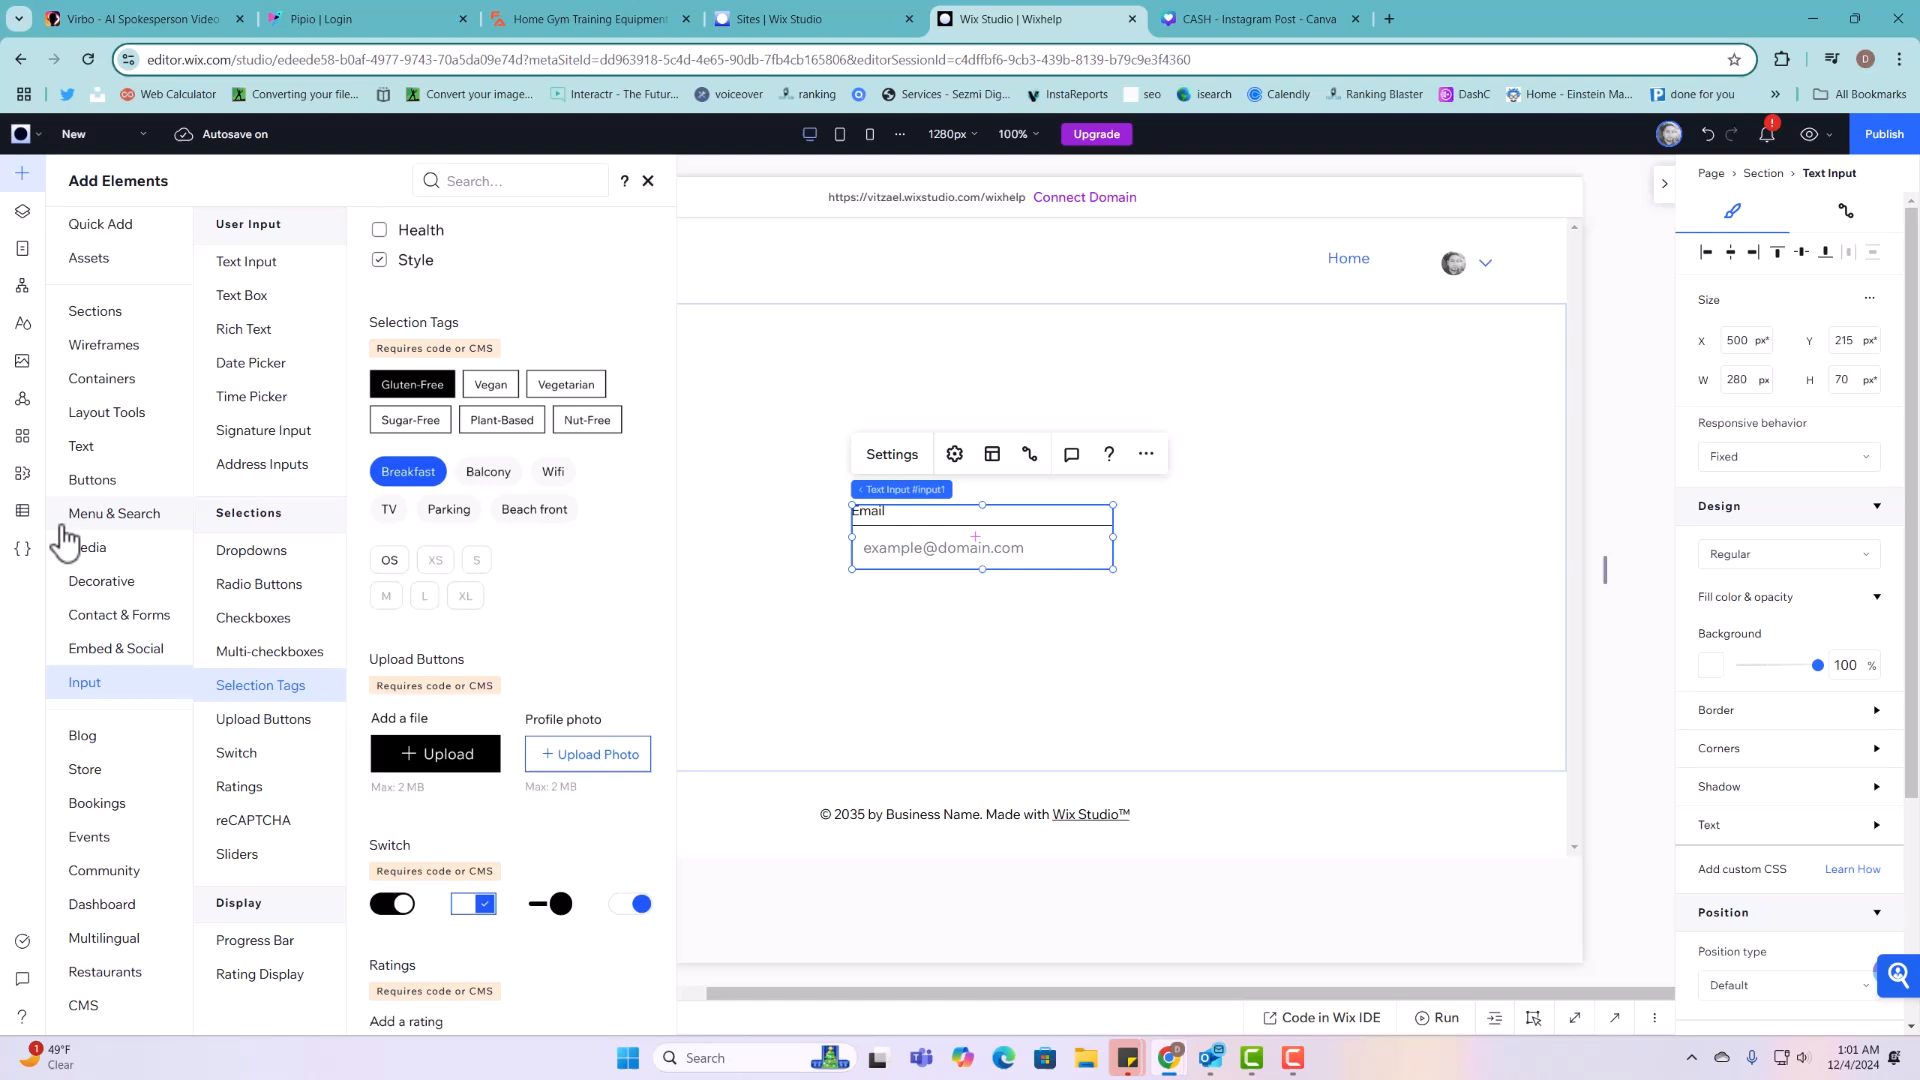 Virbo - AI Spokesperson Video
Pipio | Login
Home Gym Training Equipment
Sites | Wix Studio
Wix Studio | Wixhelp
CASH - Instagram Post - Canva
editor.wix.com/studio/edeede58-b0af-4977-9743-70a5da09e74d?metaSiteId=dd963918-5c4d-4e65-90db-7fb4cb165806&editorSessionId=c4dffbf6-9cb3-439b-8139-b79c9e3f4360
D
Web Calculator
Converting your file...
Convert your image...
Interactr - The Futur...
voiceover
ranking
Services - Sezmi Dig...
InstaReports
seo
isearch
Calendly
Ranking Blaster
DashC
Home - Einstein Ma...
done for you
All Bookmarks
New
Autosave on
1280px
100%
Upgrade
Publish
Add Elements
Search...
Quick Add
Assets
Sections
Wireframes
Containers
Layout Tools
Text
Buttons
Menu & Search
edia
Decorative
Contact & Forms
Embed & Social
Input
Blog
Store
Bookings
Events
Community
Dashboard
Multilingual
Restaurants
CMS
User Input
Text Input
Text Box
Rich Text
Date Picker
Time Picker
Signature Input
Address Inputs
Selections
Dropdowns
Radio Buttons
Checkboxes
Multi-checkboxes
Selection Tags
Upload Buttons
Switch
Ratings
reCAPTCHA
Sliders
Display
Progress Bar
Rating Display
Health
Style
Selection Tags
Requires code or CMS
Gluten-Free Vegan Vegetarian
Sugar-Free Plant-Based Nut-Free
Breakfast Balcony Wifi
TV Parking Beach front
OS XS S
M L XL
Upload Buttons
Requires code or CMS
Add a file
Profile photo
+ Upload
+ Upload Photo
Max: 2 MB
Max: 2 MB
Switch
Requires code or CMS
Ratings
Requires code or CMS
Add a rating
https://vitzael.wixstudio.com/wixhelp Connect Domain
Home
Settings
Text Input #input1
Email
example@domain.com
© 2035 by Business Name. Made with Wix Studio™
Code in Wix IDE
Run
Page > Section > Text Input
Size
X 500 px* Y 215 px*
W 280 px H 70 px*
Responsive behavior
Fixed
Design
Regular
Fill color & opacity
Background
100 %
Border
Corners
Shadow
Text
Add custom CSS Learn How
Position
Position type
Default
1
49°F
Clear
Search
1:01 AM
12/4/2024